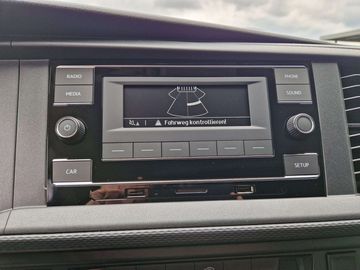 RADIO
PHONE
MEDIA
SOUND
Fahrweg kontrollieren!
CAR
SETUP